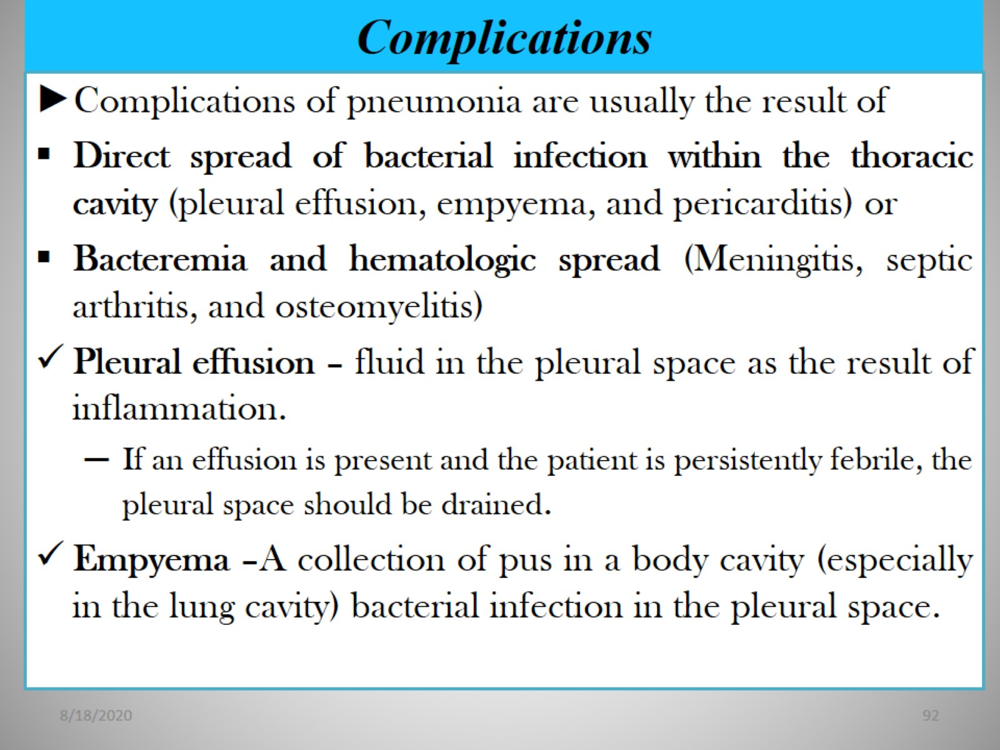 Complications
►Complications of pneumonia are usually the result of
▪ Direct spread of bacterial infection within the thoracic
cavity (pleural effusion, empyema, and pericarditis) or
▪ Bacteremia and hematologic spread (Meningitis, septic
arthritis, and osteomyelitis)
✓ Pleural effusion – fluid in the pleural space as the result of
inflammation.
– If an effusion is present and the patient is persistently febrile, the
pleural space should be drained.
✓ Empyema –A collection of pus in a body cavity (especially
in the lung cavity) bacterial infection in the pleural space.
8/18/2020
92